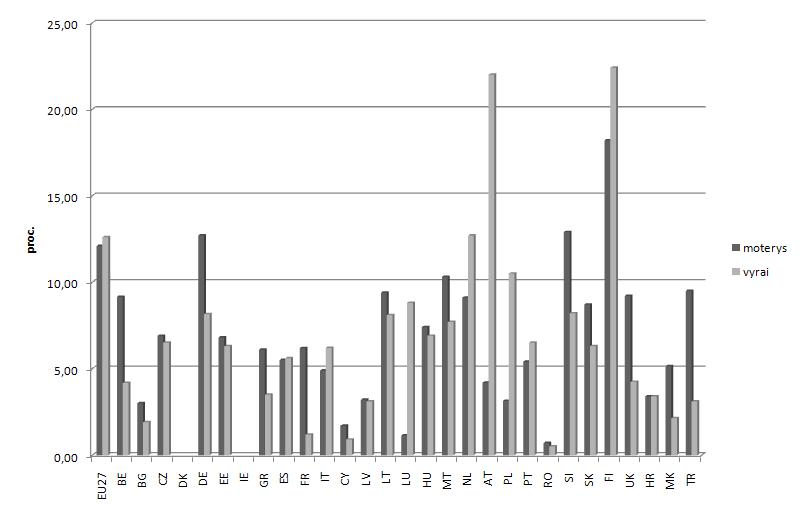 25,00
20,00
15,00
10,00
5,00
0,00
proc.
EU27 BE BG CZ DK DE EE IE GR ES FR IT CY LV LT LU HU MT NL AT PL PT RO SI SK FI UK HR MK TR
moterys
vyrai